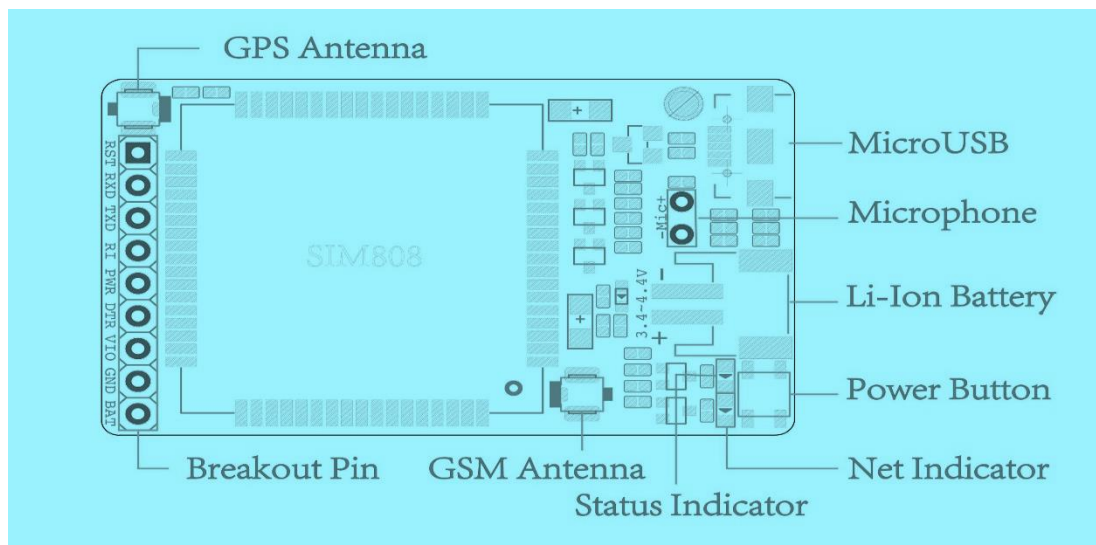 GPS Antenna
MicroUSB
Microphone
Li-Ion Battery
Power Button
Net Indicator
Status Indicator
GSM Antenna
Breakout Pin
RST RXD TXD RI PWR DTR VIO GND BAT
SIM808
-Mic+
3.4~4.4V
-
+
+
+